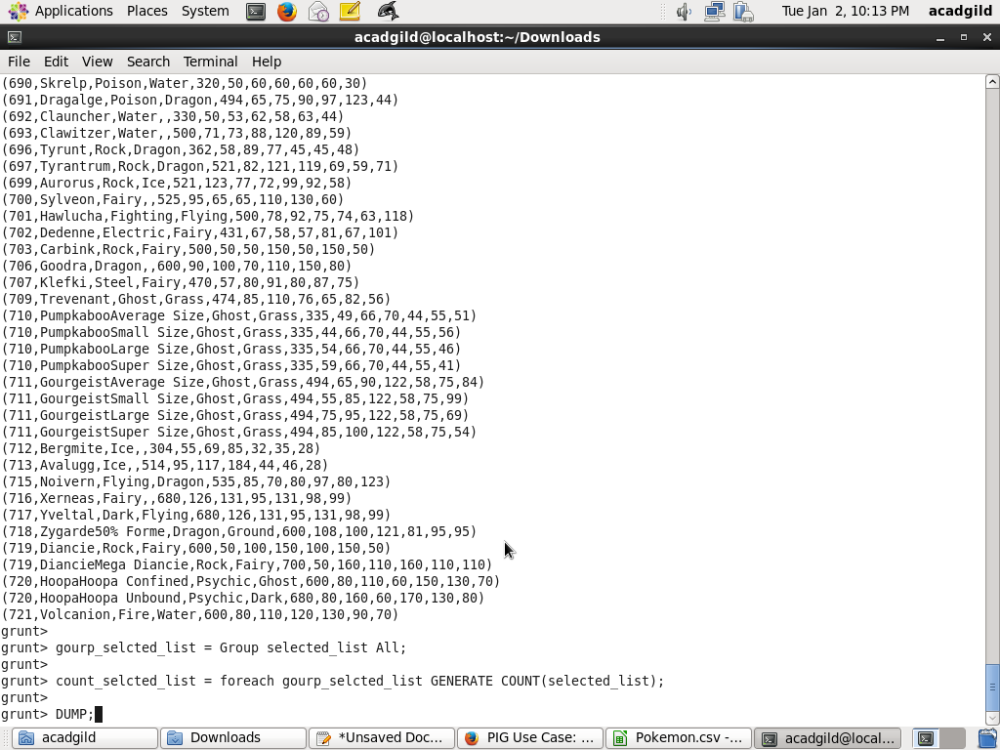 Applications Places System Tue Jan 2, 10:13 PM acadgild
acadgild@localhost:~/Downloads
File Edit View Search Terminal Help
(690,Skrelp,Poison,Water,320,50,60,60,60,60,30)
(691,Dragalge,Poison,Dragon,494,65,75,90,97,123,44)
(692,Clauncher,Water,,330,50,53,62,58,63,44)
(693,Clawitzer,Water,,500,71,73,88,120,89,59)
(696,Tyrunt,Rock,Dragon,362,58,89,77,45,45,48)
(697,Tyrantrum,Rock,Dragon,521,82,121,119,69,59,71)
(699,Aurorus,Rock,Ice,521,123,77,72,99,92,58)
(700,Sylveon,Fairy,,525,95,65,65,110,130,60)
(701,Hawlucha,Fighting,Flying,500,78,92,75,74,63,118)
(702,Dedenne,Electric,Fairy,431,67,58,57,81,67,101)
(703,Carbink,Rock,Fairy,500,50,50,150,50,150,50)
(706,Goodra,Dragon,,600,90,100,70,110,150,80)
(707,Klefki,Steel,Fairy,470,57,80,91,80,87,75)
(709,Trevenant,Ghost,Grass,474,85,110,76,65,82,56)
(710,PumpkabooAverage Size,Ghost,Grass,335,49,66,70,44,55,51)
(710,PumpkabooSmall Size,Ghost,Grass,335,44,66,70,44,55,56)
(710,PumpkabooLarge Size,Ghost,Grass,335,54,66,70,44,55,46)
(710,PumpkabooSuper Size,Ghost,Grass,335,59,66,70,44,55,41)
(711,GourgeistAverage Size,Ghost,Grass,494,65,90,122,58,75,84)
(711,GourgeistSmall Size,Ghost,Grass,494,55,85,122,58,75,99)
(711,GourgeistLarge Size,Ghost,Grass,494,75,95,122,58,75,69)
(711,GourgeistSuper Size,Ghost,Grass,494,85,100,122,58,75,54)
(712,Bergmite,Ice,,304,55,69,85,32,35,28)
(713,Avalugg,Ice,,514,95,117,184,44,46,28)
(715,Noivern,Flying,Dragon,535,85,70,80,97,80,123)
(716,Xerneas,Fairy,,680,126,131,95,131,98,99)
(717,Yveltal,Dark,Flying,680,126,131,95,131,98,99)
(718,Zygarde50% Forme,Dragon,Ground,600,108,100,121,81,95,95)
(719,Diancie,Rock,Fairy,600,50,100,150,100,150,50)
(719,DiancieMega Diancie,Rock,Fairy,700,50,160,110,160,110,110)
(720,HoopaHoopa Confined,Psychic,Ghost,600,80,110,60,150,130,70)
(720,HoopaHoopa Unbound,Psychic,Dark,680,80,160,60,170,130,80)
(721,Volcanion,Fire,Water,600,80,110,120,130,90,70)
grunt>
grunt> gourp_selcted_list = Group selected_list All;
grunt>
grunt> count_selcted_list = foreach gourp_selcted_list GENERATE COUNT(selected_list);
grunt>
grunt> DUMP;
acadgild Downloads *Unsaved Doc... PIG Use Case: ... Pokemon.csv -... acadgild@local...